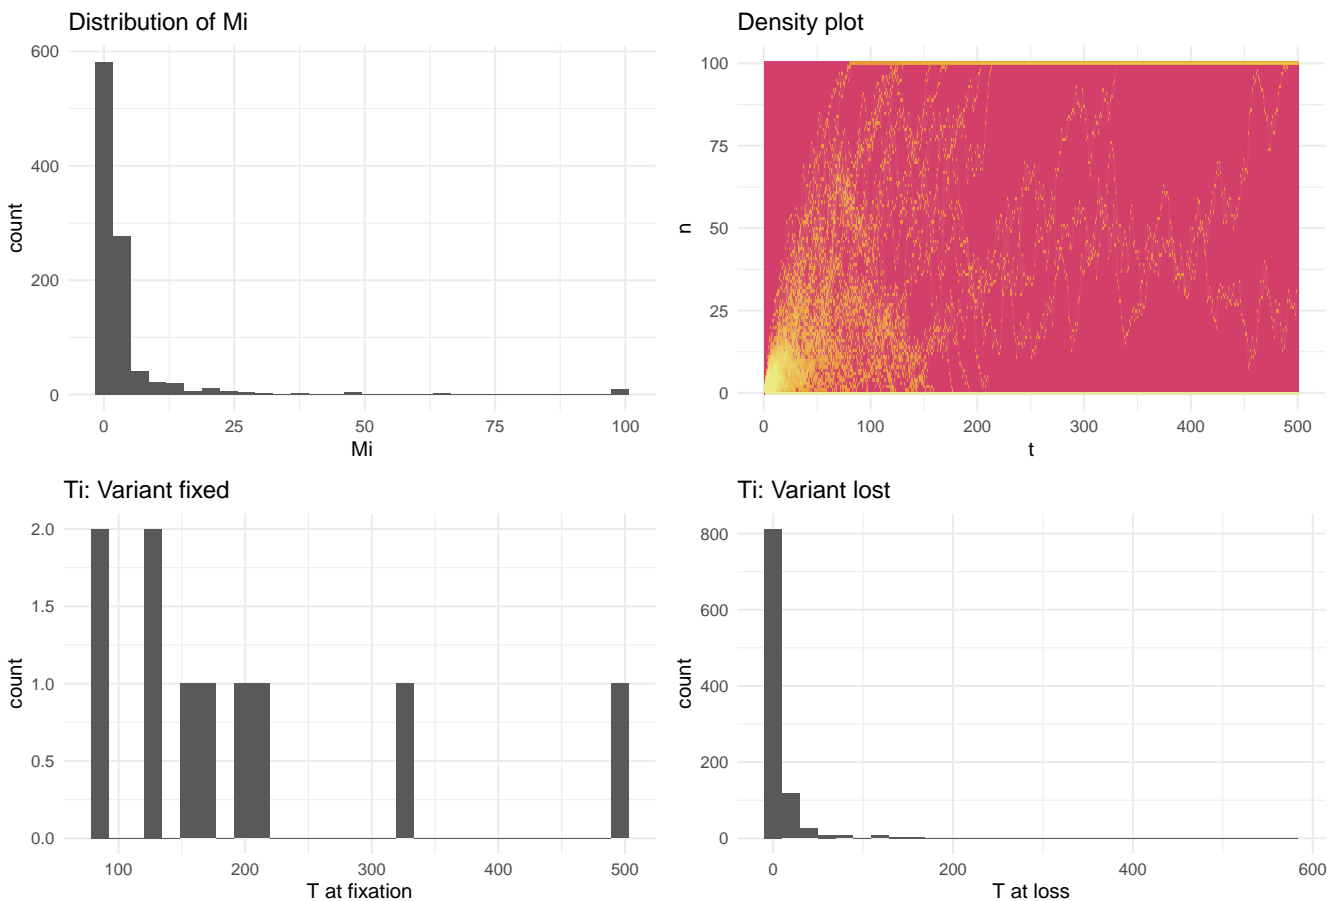 Distribution of Mi
600
400
200
0
count
0 25 50 75 100
Mi
Density plot
100
75
50
25
0
n
0 100 200 300 400 500
t
Ti: Variant fixed
2.0
1.5
1.0
0.5
0.0
count
100 200 300 400 500
T at fixation
Ti: Variant lost
800
600
400
200
0
count
0 200 400 600
T at loss